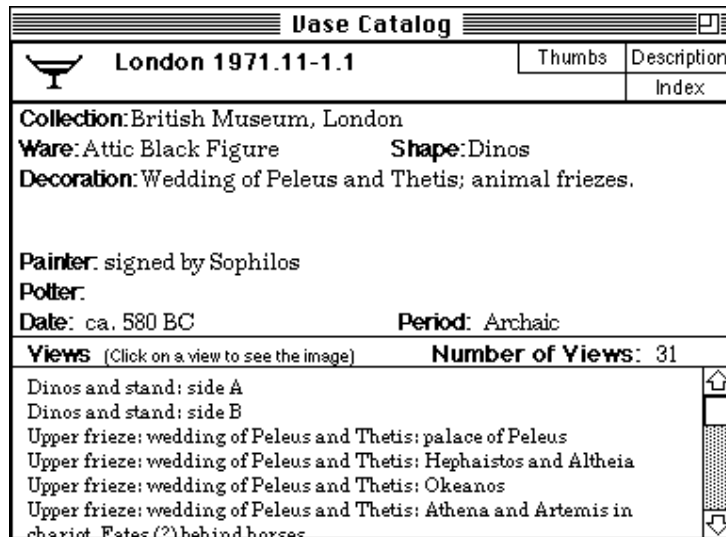 Vase Catalog
London 1971.11-1.1
Thumbs
Description
Index
Collection: British Museum, London
Ware: Attic Black Figure Shape: Dinos
Decoration: Wedding of Peleus and Thetis; animal friezes.
Painter: signed by Sophilos
Potter:
Date: ca. 580 BC Period: Archaic
Views (Click on a view to see the image) Number of Views: 31
Dinos and stand: side A
Dinos and stand: side B
Upper frieze: wedding of Peleus and Thetis: palace of Peleus
Upper frieze: wedding of Peleus and Thetis: Hephaistos and Altheia
Upper frieze: wedding of Peleus and Thetis: Okeanos
Upper frieze: wedding of Peleus and Thetis: Athena and Artemis in
chariot. Fates (?) behind horses